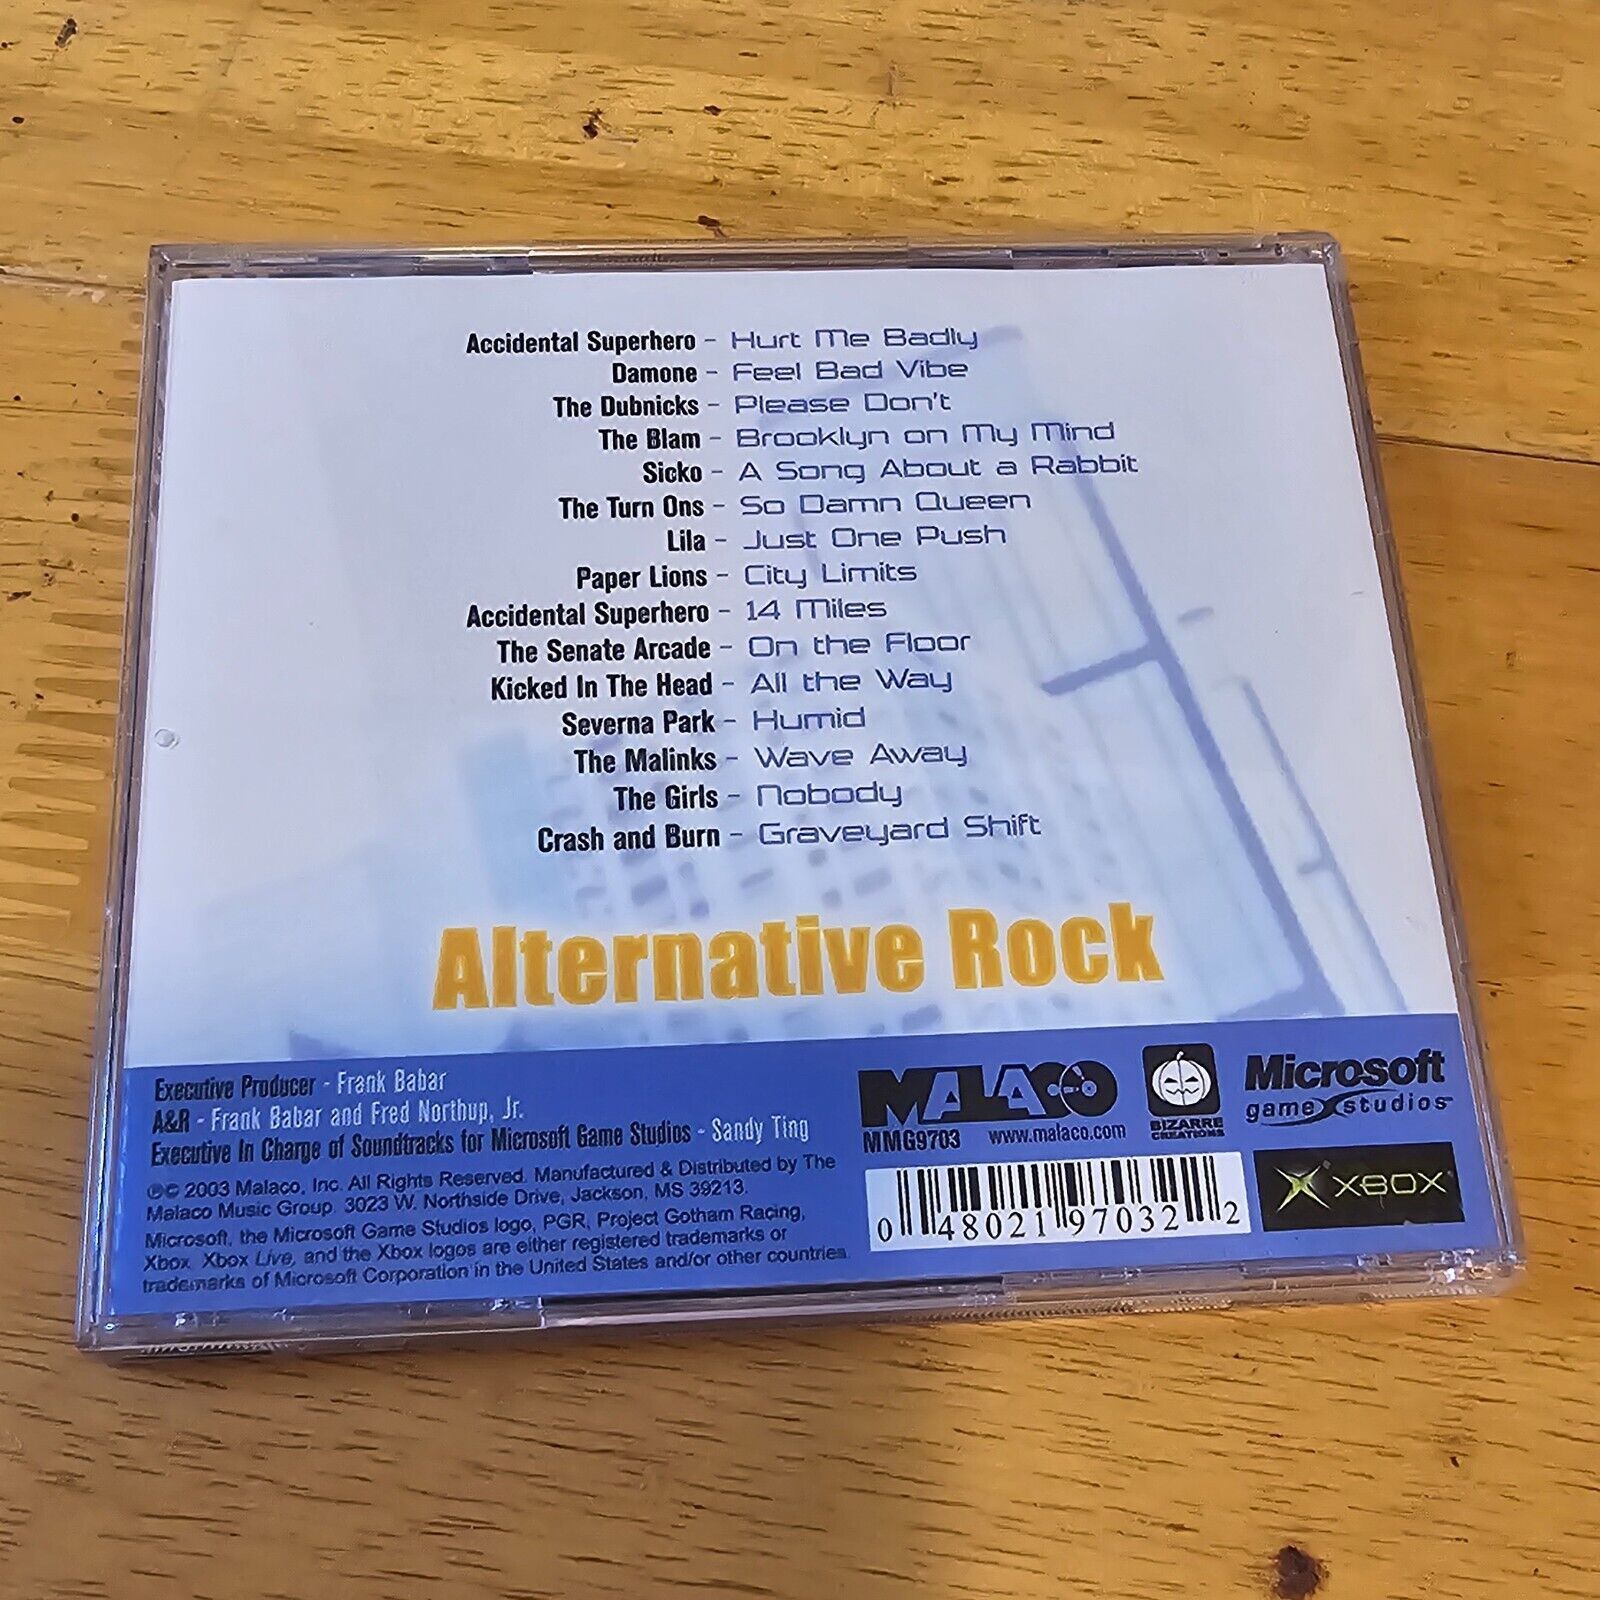 Accidental Superhero - Hurt Me Badly
Damone - Feel Bad Vibe
The Dubnicks - Please Don't
The Blam - Brooklyn on My Mind
Sicko - A Song About a Rabbit
The Turn Ons - So Damn Queen
Lila - Just One Push
Paper Lions - City Limits
Accidental Superhero - 14 Miles
The Senate Arcade - On the Floor
Kicked In The Head - All the Way
Severna Park - Humid
The Malinks - Wave Away
The Girls - Nobody
Crash and Burn - Graveyard Shift
Alternative Rock
Executive Producer - Frank Babar
A&R - Frank Babar and Fred Northup, Jr.
Executive In Charge of Soundtracks for Microsoft Game Studios - Sandy Ting
℗© 2003 Malaco, Inc. All Rights Reserved. Manufactured & Distributed by The
Malaco Music Group. 3023 W. Northside Drive, Jackson, MS 39213.
Microsoft, the Microsoft Game Studios logo, PGR, Project Gotham Racing,
Xbox, Xbox Live, and the Xbox logos are either registered trademarks or
trademarks of Microsoft Corporation in the United States and/or other countries.
MALACO
MMG9703 www.malaco.com
BIZARRE
CREATIONS
Microsoft
game studios
0 48021 97032 2
XBOX